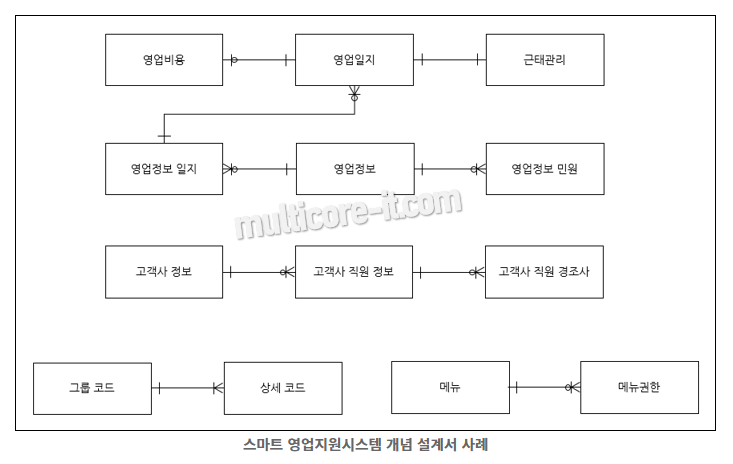 영업비용
영업일지
근태관리
영업정보 일지
영업정보
영업정보 민원
multicore-it.com
고객사 정보
고객사 직원 정보
고객사 직원 경조사
그룹 코드
상세 코드
메뉴
메뉴권한
스마트 영업지원시스템 개념 설계서 사례